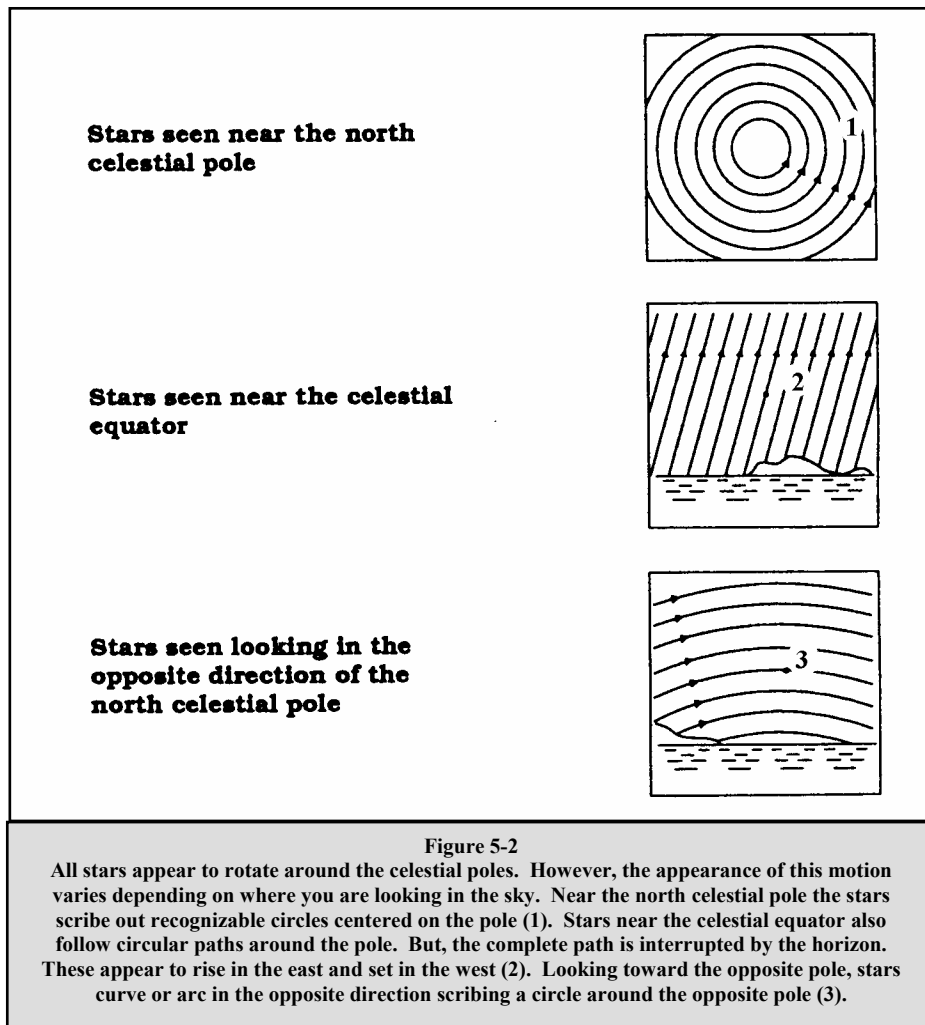 Stars seen near the north
celestial pole
1
Stars seen near the celestial
equator
2
Stars seen looking in the
opposite direction of the
north celestial pole
3
Figure 5-2
All stars appear to rotate around the celestial poles. However, the appearance of this motion
varies depending on where you are looking in the sky. Near the north celestial pole the stars
scribe out recognizable circles centered on the pole (1). Stars near the celestial equator also
follow circular paths around the pole. But, the complete path is interrupted by the horizon.
These appear to rise in the east and set in the west (2). Looking toward the opposite pole, stars
curve or arc in the opposite direction scribing a circle around the opposite pole (3).